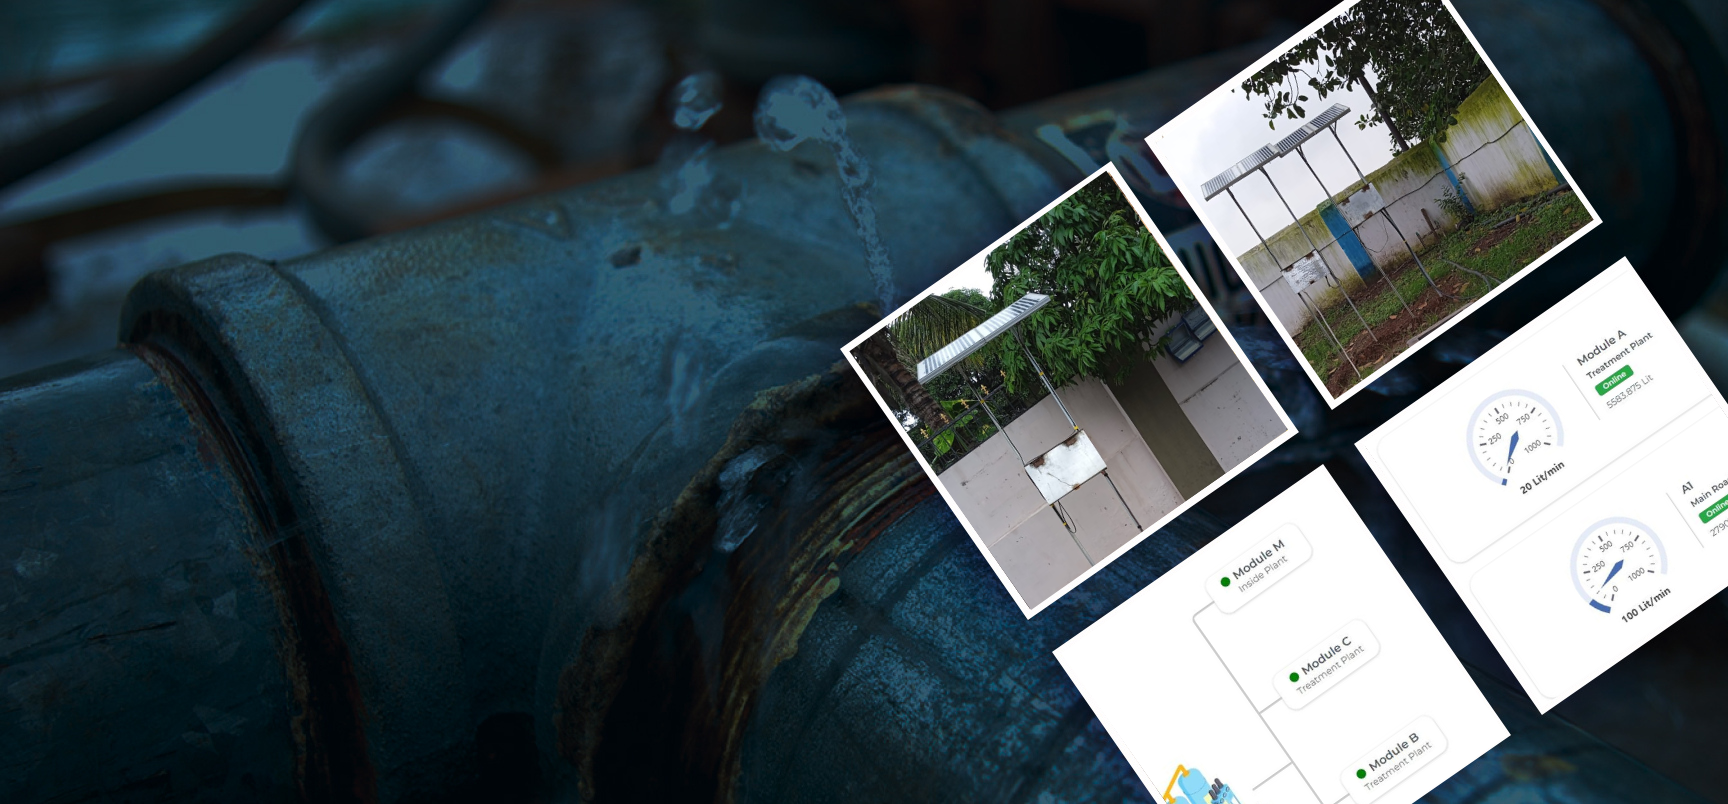 Module A
Treatment Plant
Online
5583.875 Lit
0
250
500
750
1000
20 Lit/min
A1
Main Roa
Online
2790
0
250
500
750
1000
100 Lit/min
Module M
Inside Plant
Module C
Treatment Plant
Module B
Treatment Plant